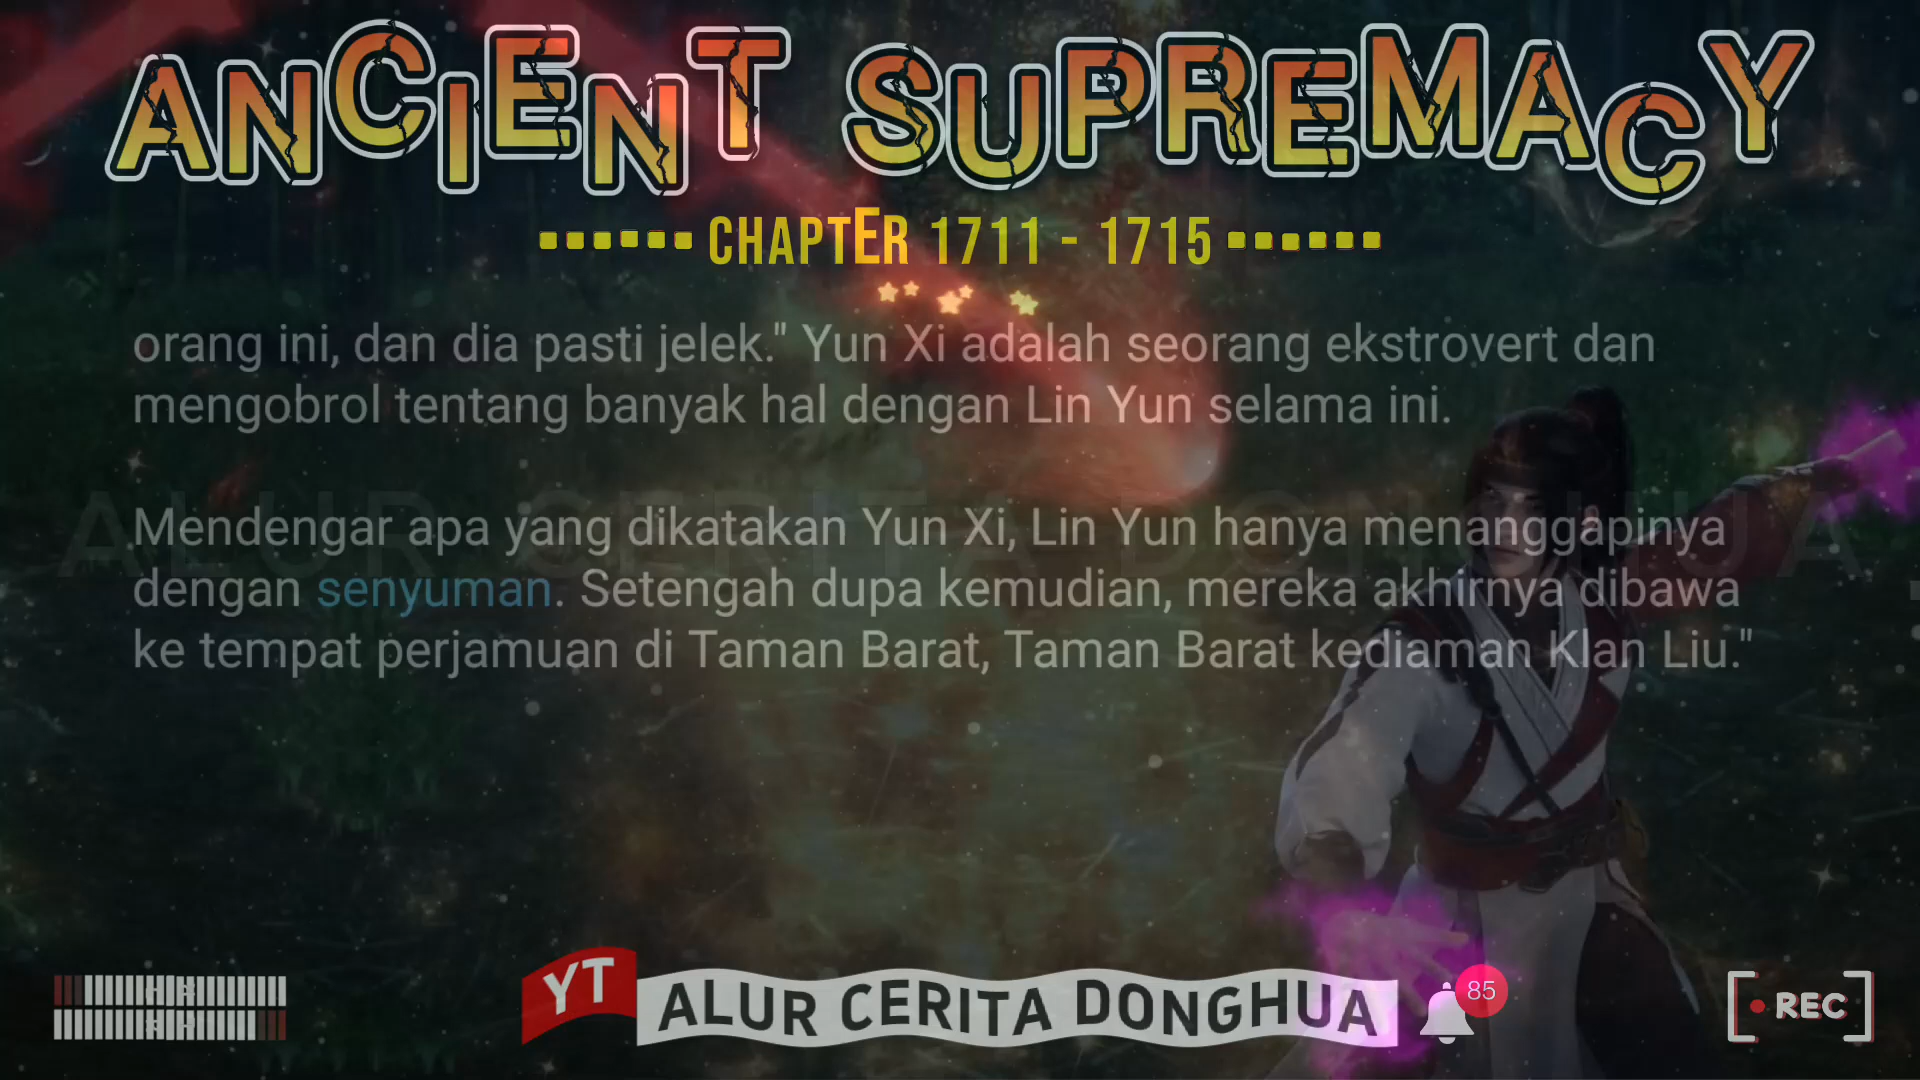 ANCIENT SUPREMACY
CHAPTER 1711 - 1715
orang ini, dan dia pasti jelek." Yun Xi adalah seorang ekstrovert dan
mengobrol tentang banyak hal dengan Lin Yun selama ini.
ALUR CERITA DONGHUA
Mendengar apa yang dikatakan Yun Xi, Lin Yun hanya menanggapinya
dengan senyuman. Setengah dupa kemudian, mereka akhirnya dibawa
ke tempat perjamuan di Taman Barat, Taman Barat kediaman Klan Liu."
YT ALUR CERITA DONGHUA
85
REC